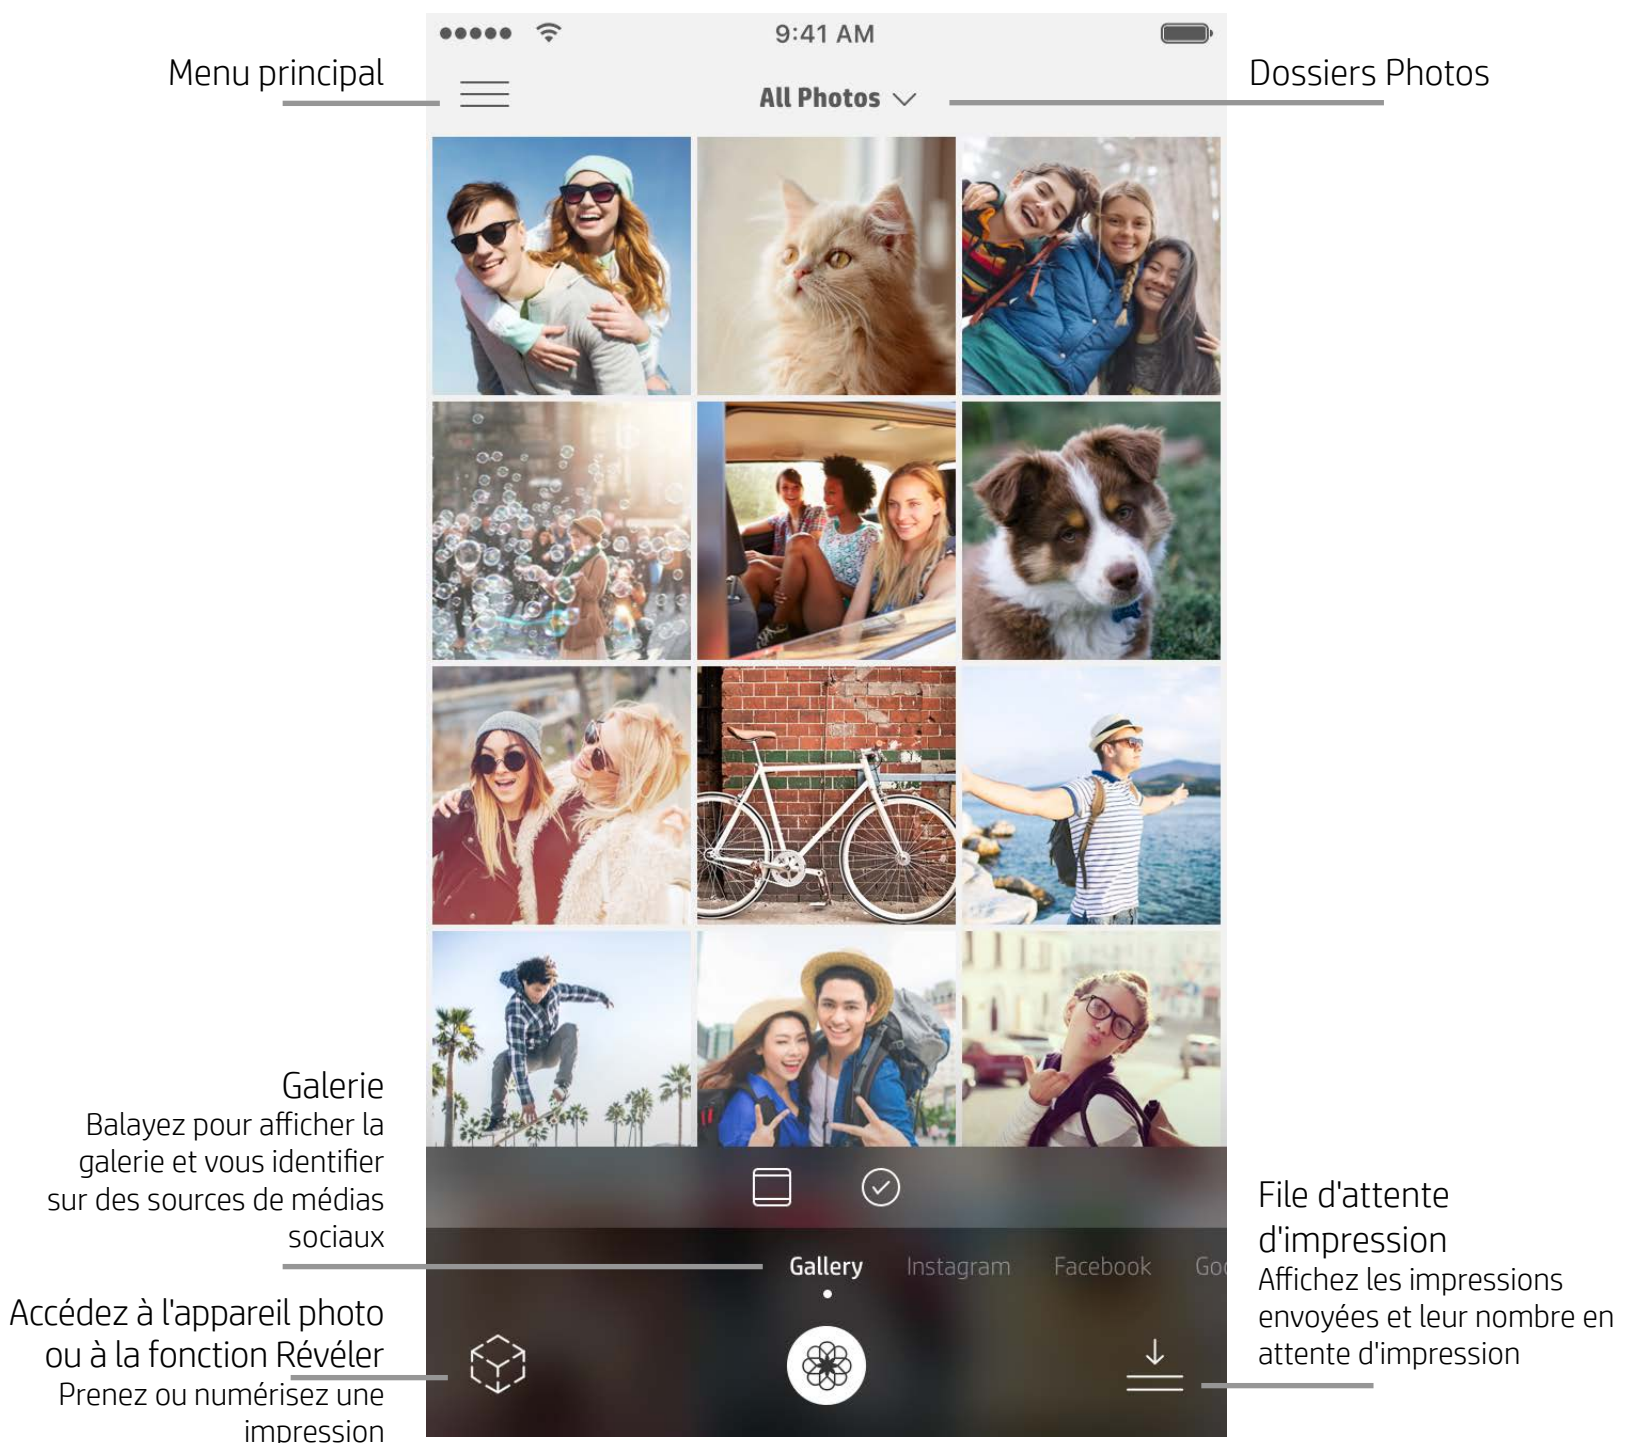 9:41 AM
Menu principal
All Photos
Dossiers Photos
Galerie
Balayez pour afficher la
galerie et vous identifier
sur des sources de médias
sociaux
File d'attente
d'impression
Affichez les impressions
envoyées et leur nombre en
attente d'impression
Gallery Instagram Facebook Goo
Accédez à l'appareil photo
ou à la fonction Révéler
Prenez ou numérisez une
impression